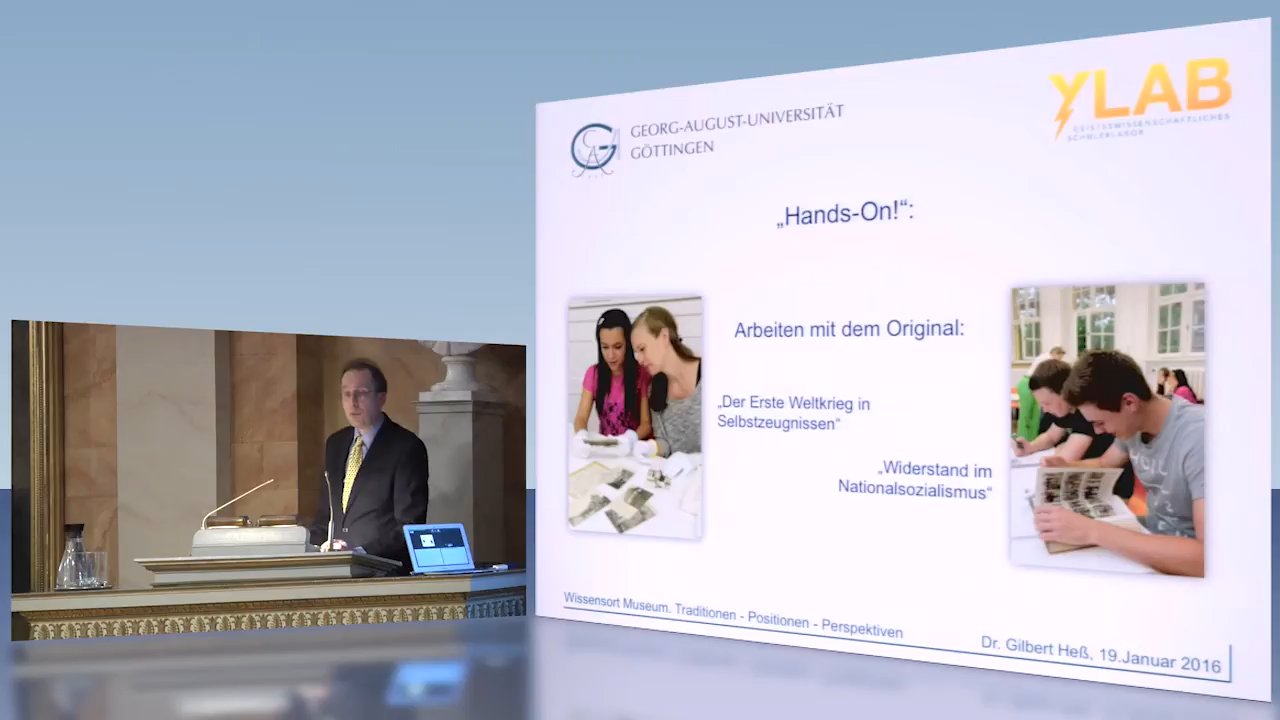 GEORG-AUGUST-UNIVERSITÄT
GÖTTINGEN
YLAB
GEISTESWISSENSCHAFTLICHES
SCHÜLERLABOR
„Hands-On!“:
Arbeiten mit dem Original:
„Der Erste Weltkrieg in
Selbstzeugnissen“
„Widerstand im
Nationalsozialismus“
Wissensort Museum. Traditionen - Positionen - Perspektiven
Dr. Gilbert Heß, 19.Januar 2016